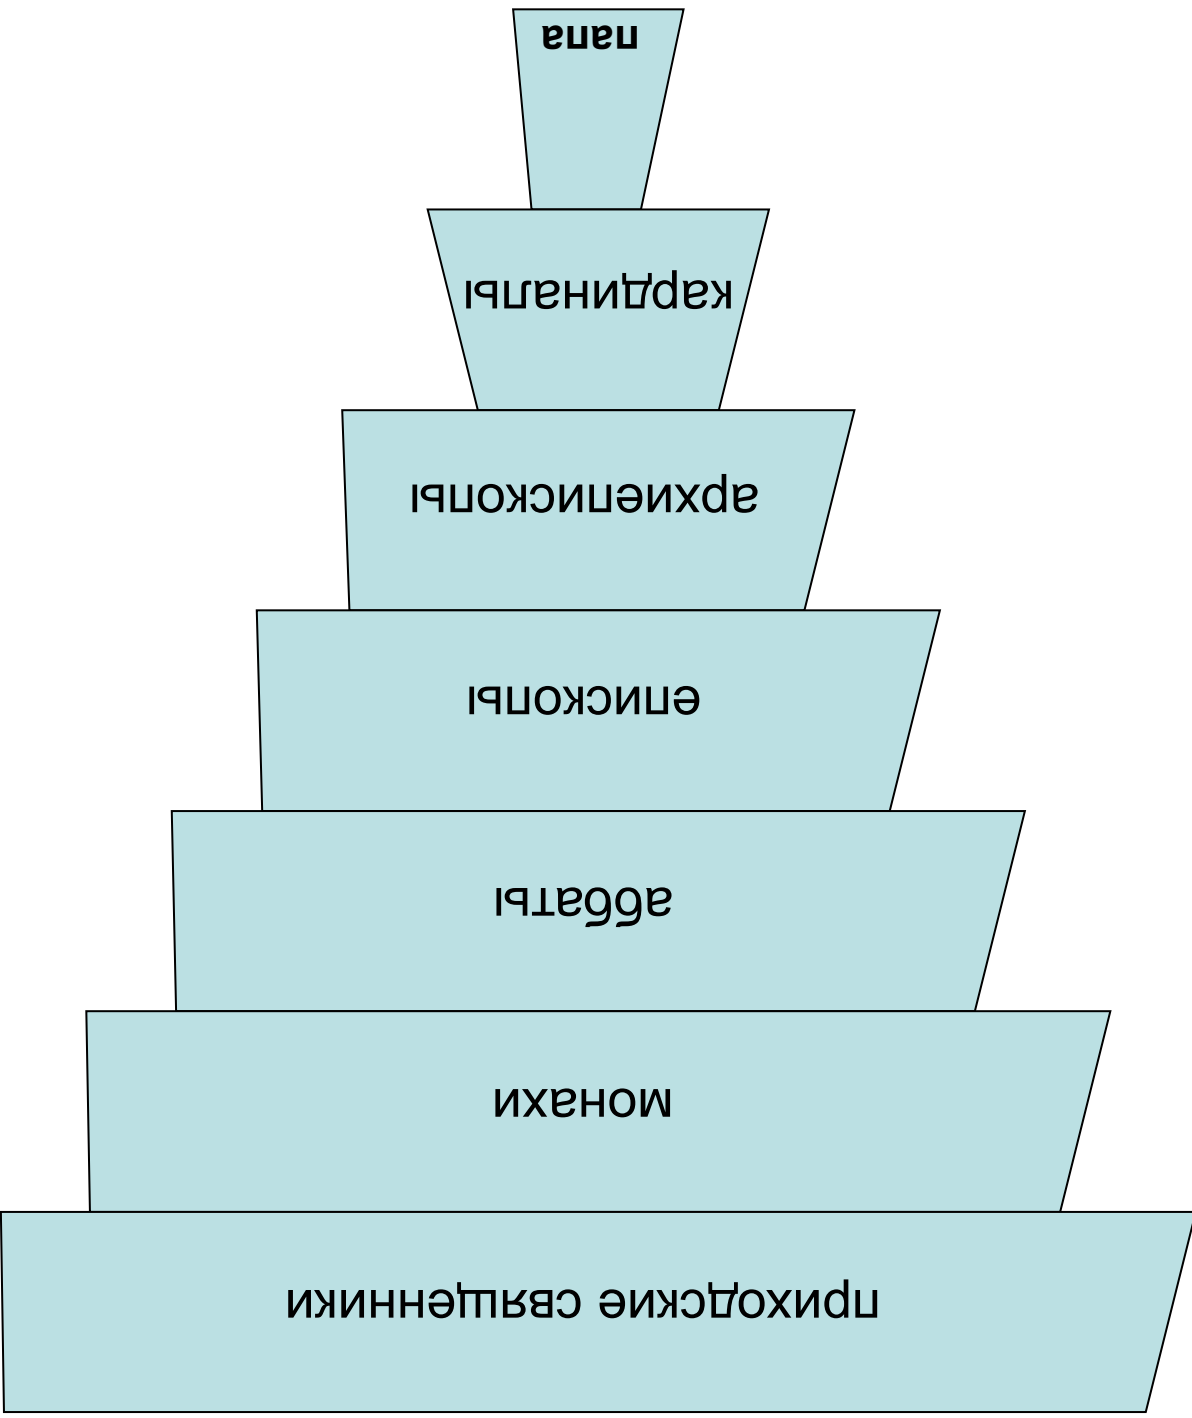 папа
кардиналы
архиепископы
епископы
аббаты
монахи
приходские священники